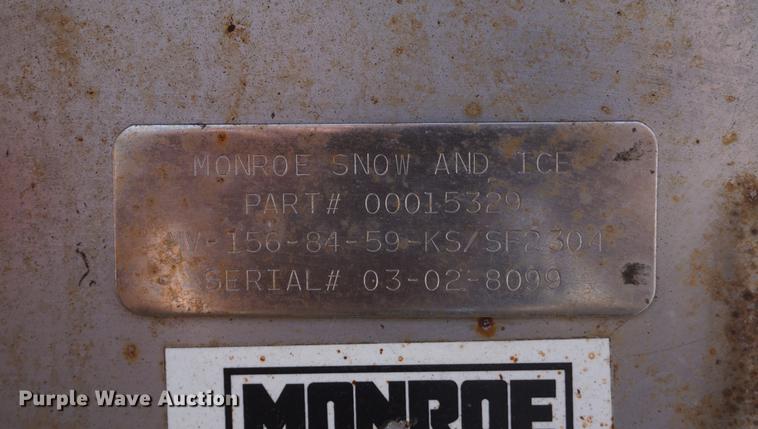 MONROE SNOW AND ICE
PART# 00015329
MV-156-84-59-KS/SF2304
SERIAL# 03-02-8099
MONROE
Purple Wave Auction